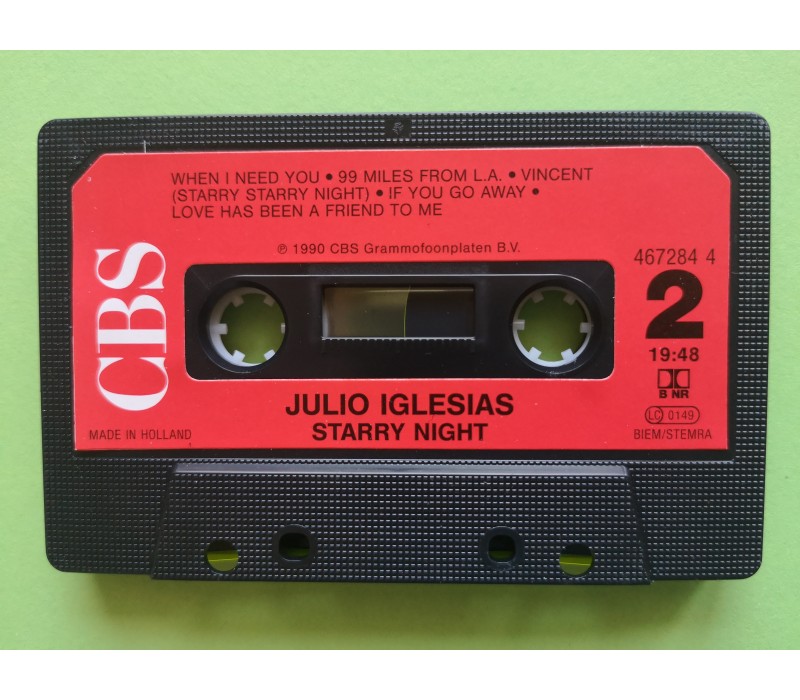 WHEN I NEED YOU • 99 MILES FROM L.A. • VINCENT
(STARRY STARRY NIGHT) • IF YOU GO AWAY •
LOVE HAS BEEN A FRIEND TO ME
℗ 1990 CBS Grammofoonplaten B.V.
CBS
467284 4
2
19:48
B NR
LC 0149
BIEM/STEMRA
JULIO IGLESIAS
STARRY NIGHT
MADE IN HOLLAND